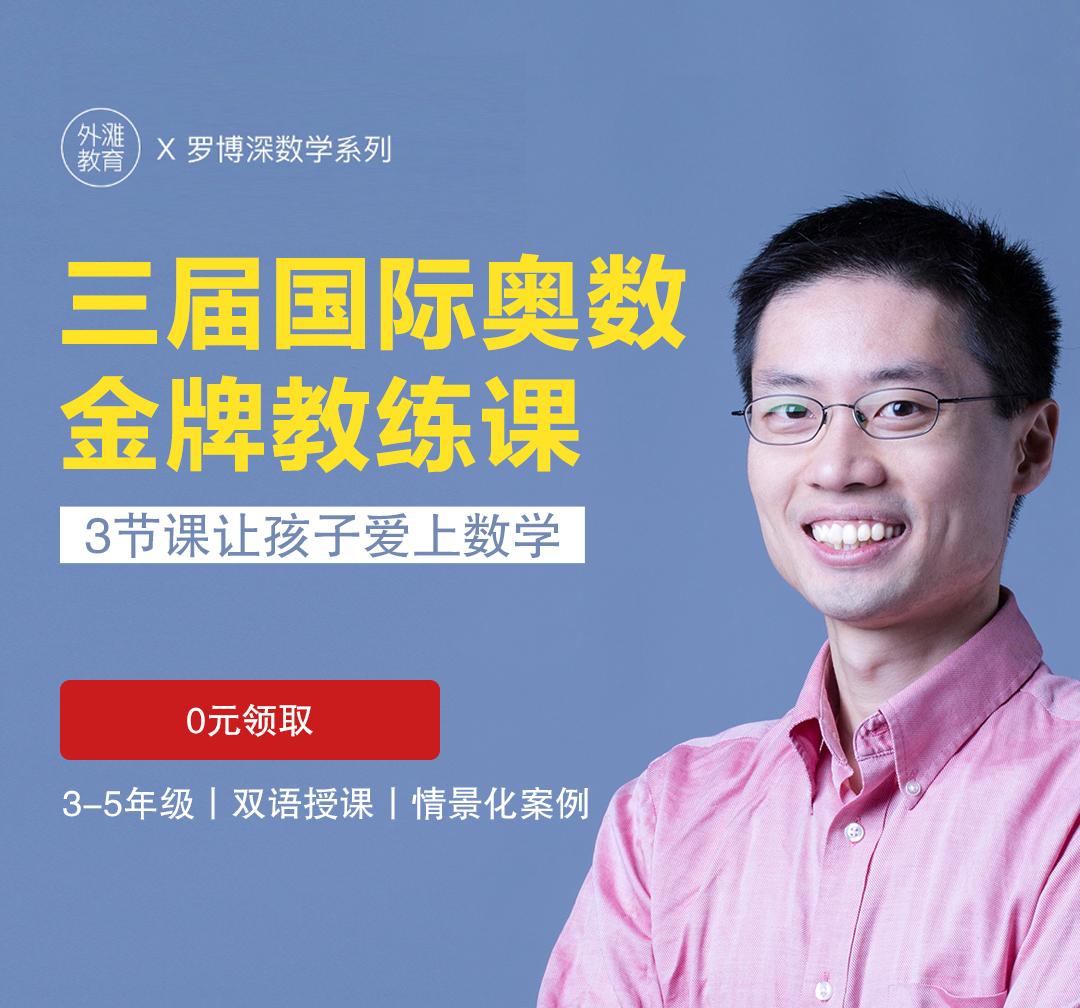 外滩
教育
X 罗博深数学系列
三届国际奥数
金牌教练课
3节课让孩子爱上数学
0元领取
3-5年级丨双语授课丨情景化案例